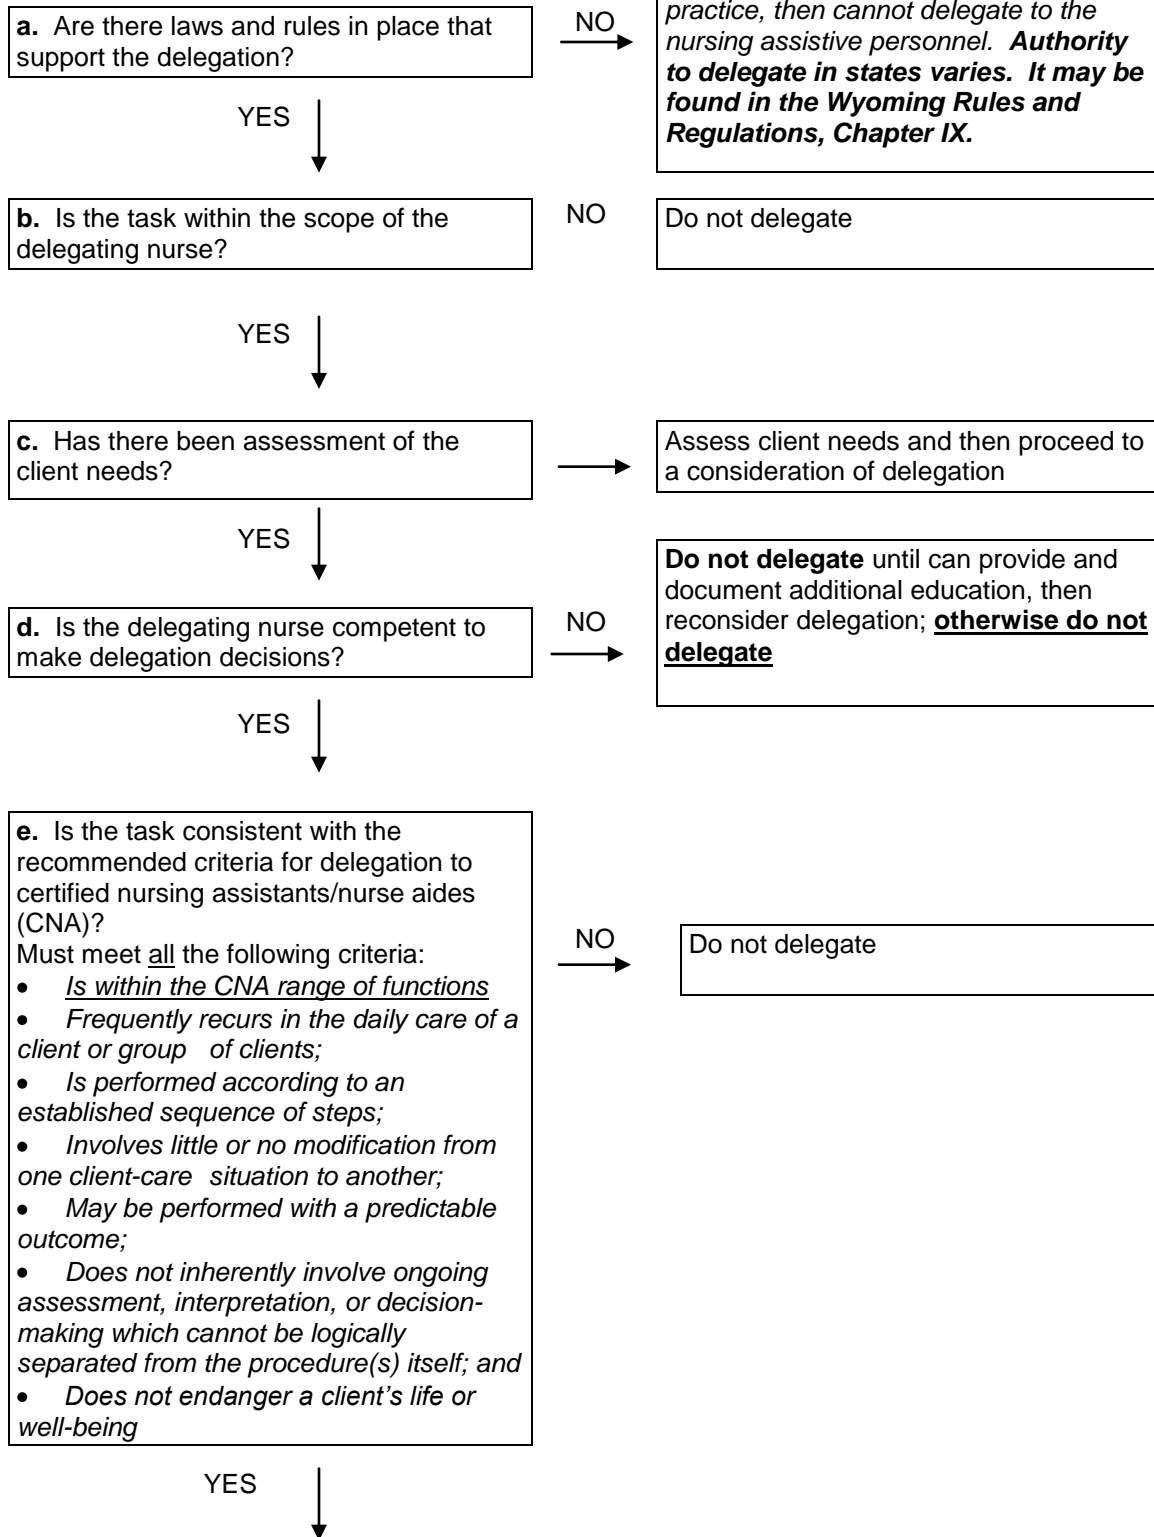 a. Are there laws and rules in place that
support the delegation?
NO
practice, then cannot delegate to the
nursing assistive personnel. Authority
to delegate in states varies. It may be
found in the Wyoming Rules and
Regulations, Chapter IX.
YES
b. Is the task within the scope of the
delegating nurse?
NO
Do not delegate
YES
c. Has there been assessment of the
client needs?
Assess client needs and then proceed to
a consideration of delegation
YES
d. Is the delegating nurse competent to
make delegation decisions?
NO
Do not delegate until can provide and
document additional education, then
reconsider delegation; otherwise do not
delegate
YES
e. Is the task consistent with the
recommended criteria for delegation to
certified nursing assistants/nurse aides
(CNA)?
Must meet all the following criteria:
• Is within the CNA range of functions
• Frequently recurs in the daily care of a
client or group of clients;
• Is performed according to an
established sequence of steps;
• Involves little or no modification from
one client-care situation to another;
• May be performed with a predictable
outcome;
• Does not inherently involve ongoing
assessment, interpretation, or decision-
making which cannot be logically
separated from the procedure(s) itself; and
• Does not endanger a client's life or
well-being
NO
Do not delegate
YES